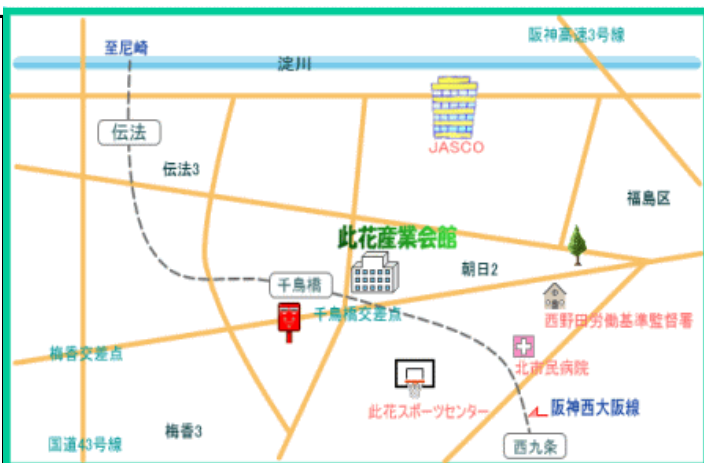 阪神高速3号線
至尼崎
淀川
伝法
JASCO
伝法3
福島区
此花産業会館
朝日2
千鳥橋
千鳥橋交差点
西野田労働基準監督署
梅香交差点
北市民病院
此花スポーツセンター
阪神西大阪線
梅香3
国道43号線
西九条